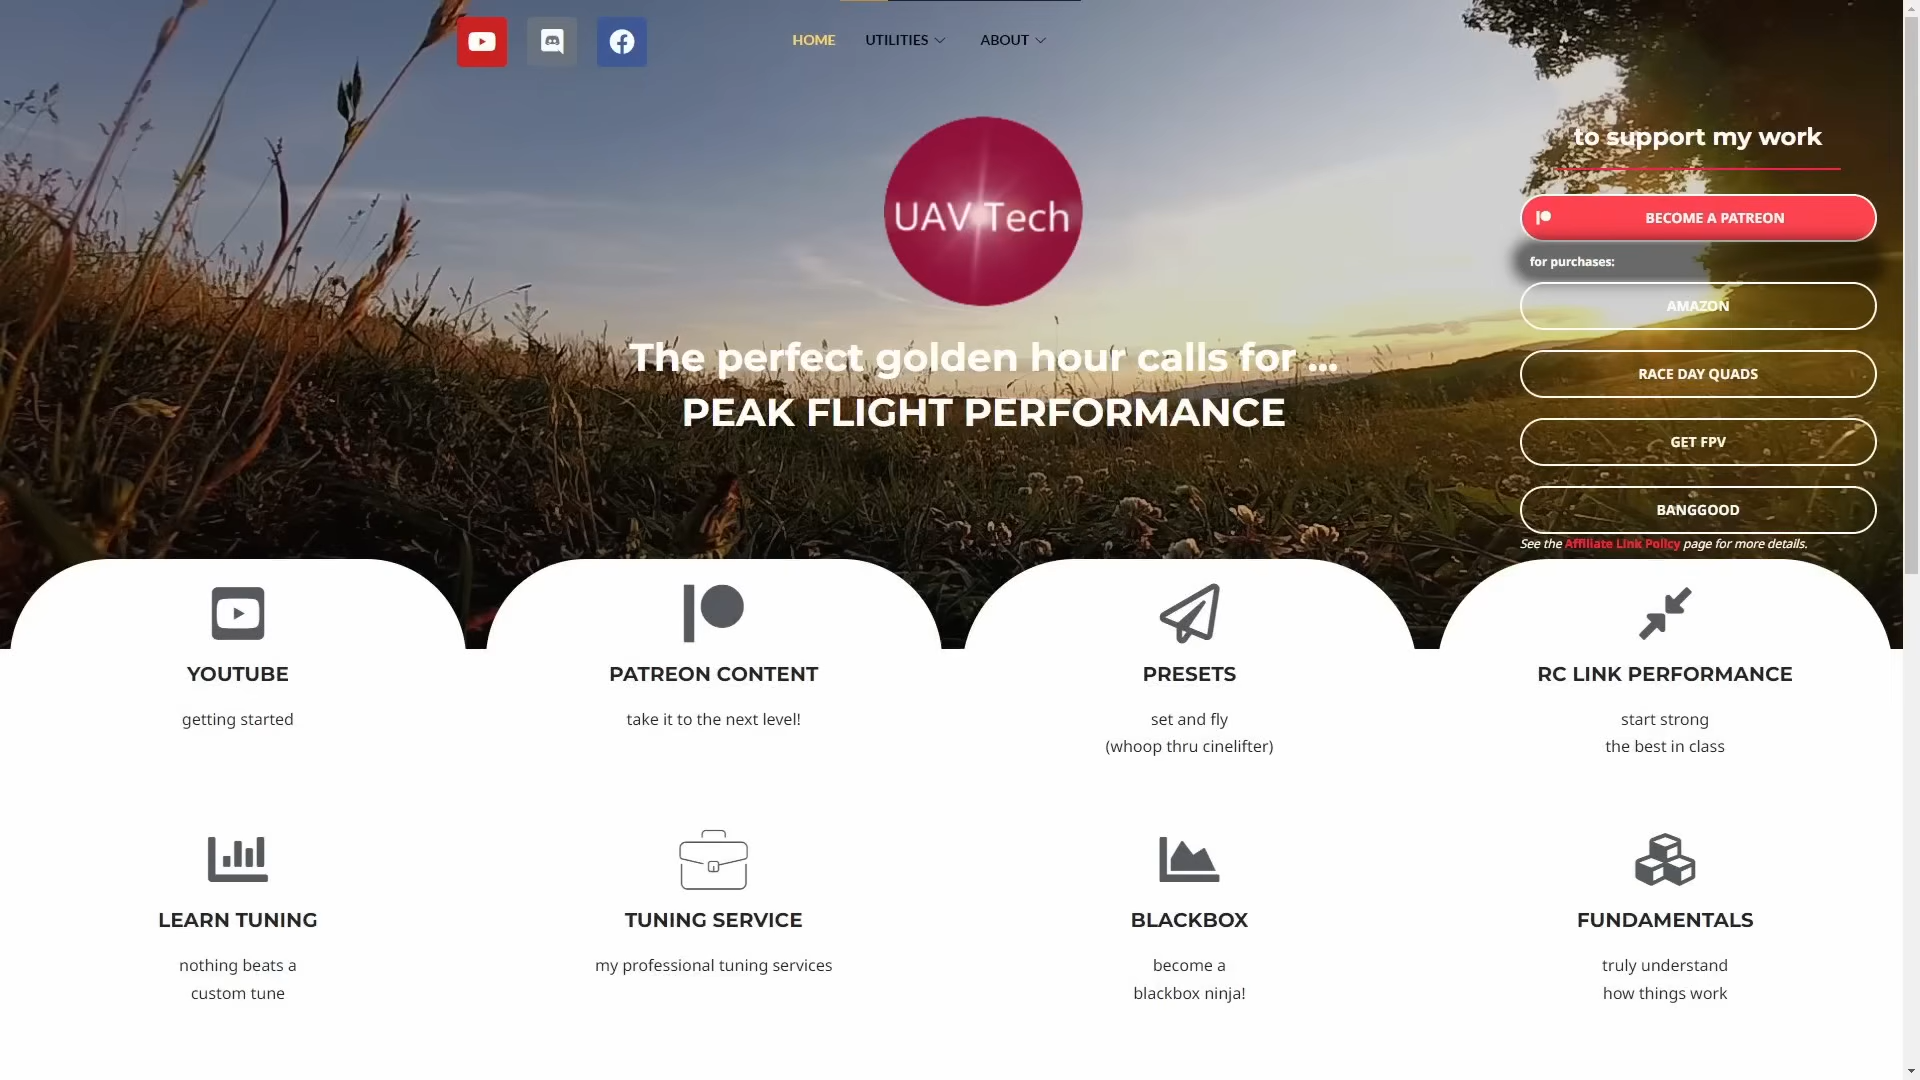 HOME
UTILITIES
ABOUT
UAV Tech
to support my work
BECOME A PATREON
for purchases:
AMAZON
RACE DAY QUADS
GET FPV
BANGGOOD
See the Affiliate Link Policy page for more details.
The perfect golden hour calls for ...
PEAK FLIGHT PERFORMANCE
YOUTUBE
getting started
PATREON CONTENT
take it to the next level!
PRESETS
set and fly
(whoop thru cinelifter)
RC LINK PERFORMANCE
start strong
the best in class
LEARN TUNING
nothing beats a
custom tune
TUNING SERVICE
my professional tuning services
BLACKBOX
become a
blackbox ninja!
FUNDAMENTALS
truly understand
how things work